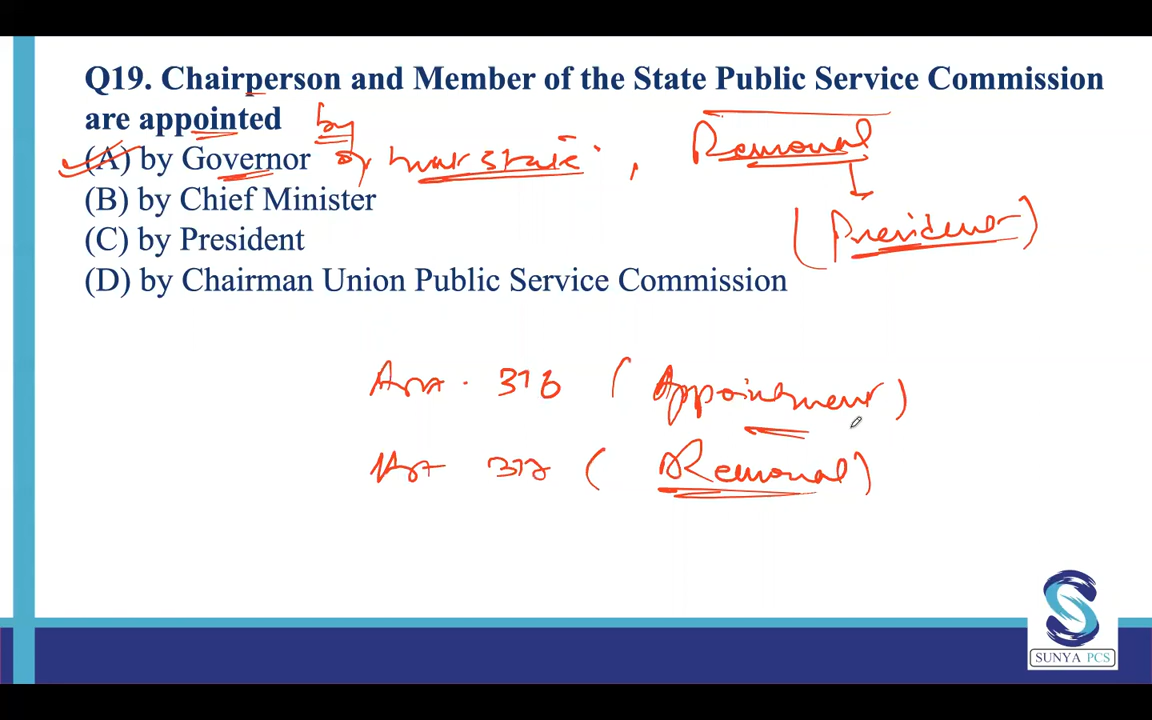 Q19. Chairperson and Member of the State Public Service Commission
are appointed by
(A) by Governor of that state, Removal
(President)
(B) by Chief Minister
(C) by President
(D) by Chairman Union Public Service Commission
Art. 316 (Appointment)
Art 317 (Removal)
SUNYA PCS